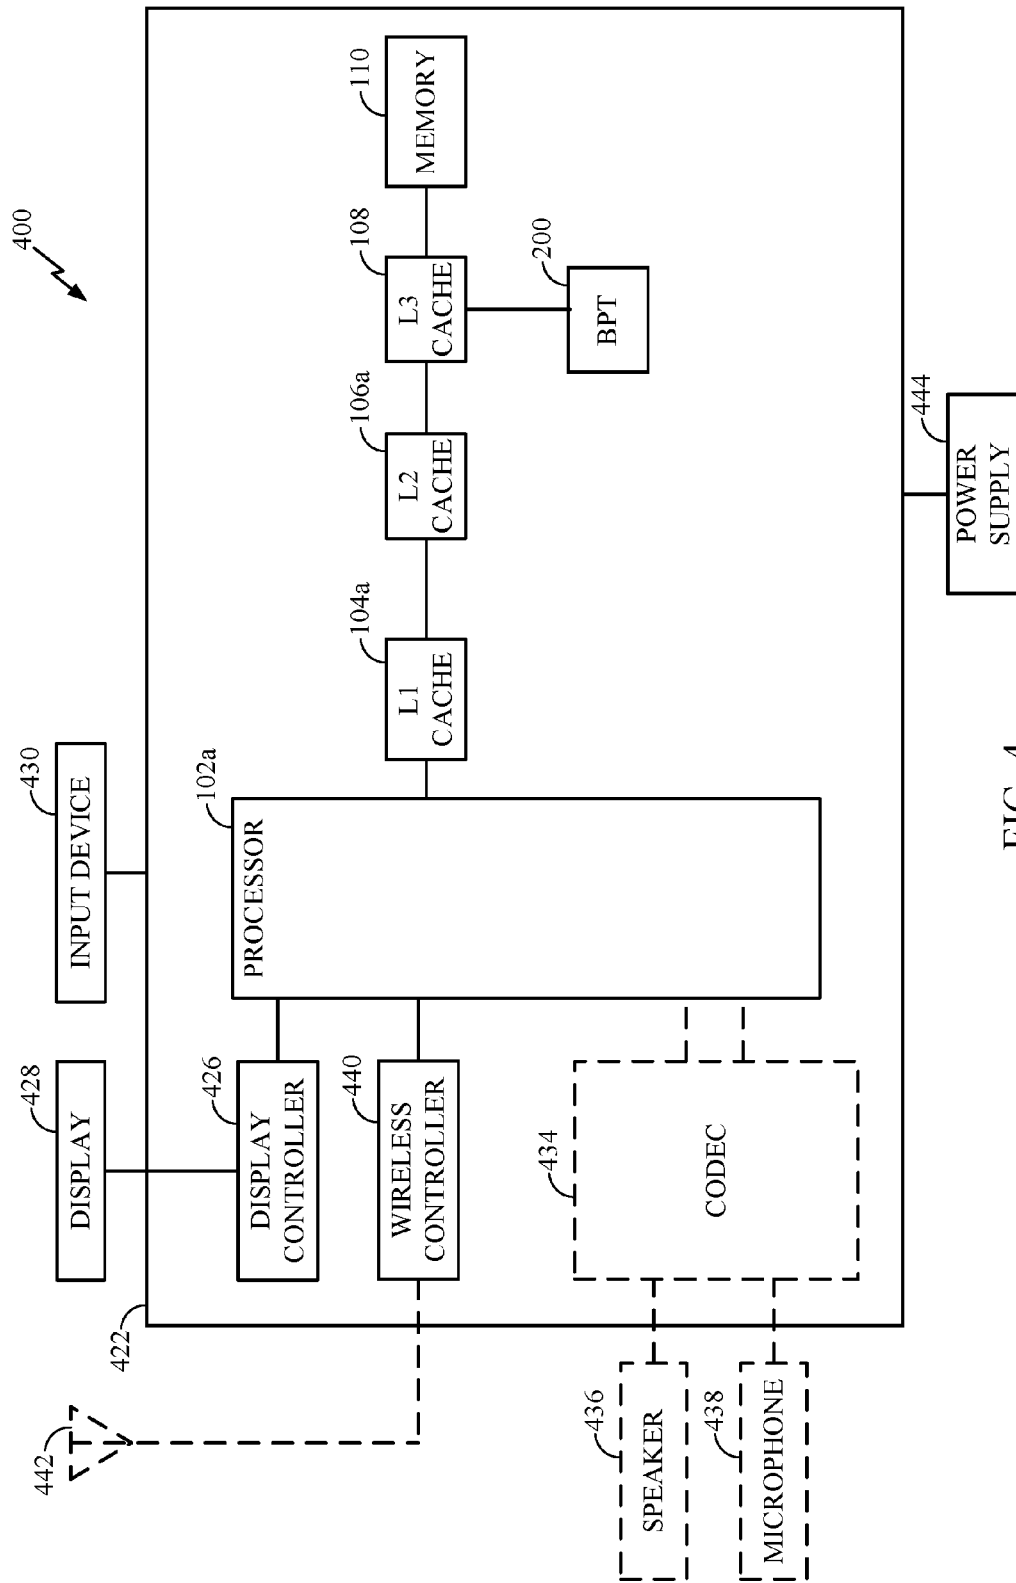 400
442
422
DISPLAY
428
INPUT DEVICE
430
DISPLAY
CONTROLLER
426
WIRELESS
CONTROLLER
440
PROCESSOR
102a
L1
CACHE
104a
L2
CACHE
106a
L3
CACHE
108
MEMORY
110
BPT
200
CODEC
434
SPEAKER
436
MICROPHONE
438
POWER
SUPPLY
444